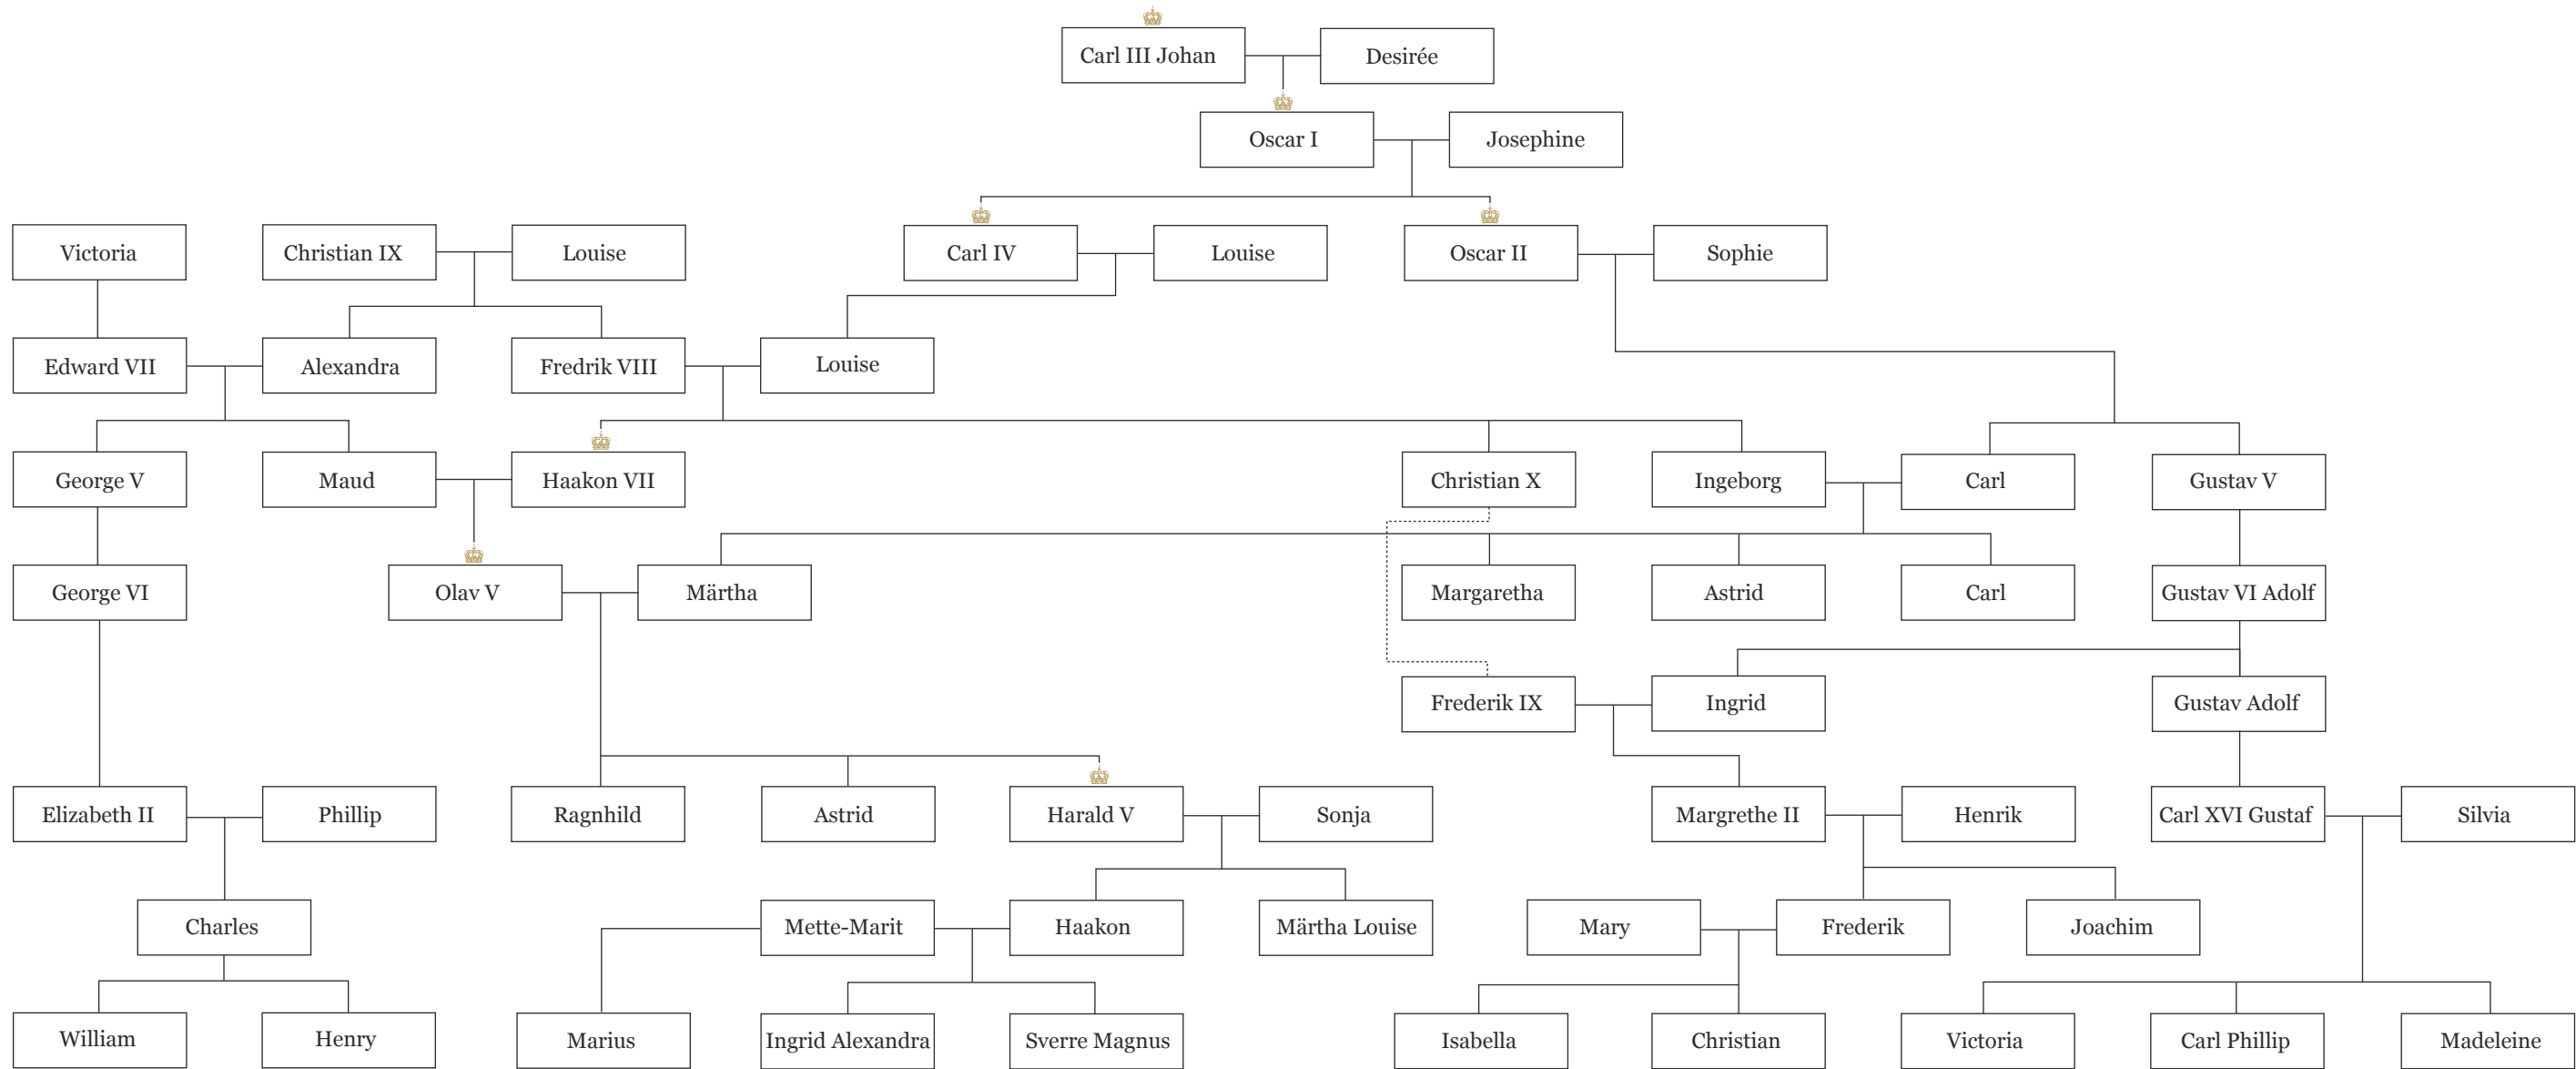 Carl III Johan
Desirée
Oscar I
Josephine
Victoria
Christian IX
Louise
Carl IV
Louise
Oscar II
Sophie
Edward VII
Alexandra
Fredrik VIII
Louise
George V
Maud
Haakon VII
Christian X
Ingeborg
Carl
Gustav V
George VI
Olav V
Märtha
Margaretha
Astrid
Carl
Gustav VI Adolf
Frederik IX
Ingrid
Gustav Adolf
Elizabeth II
Phillip
Ragnhild
Astrid
Harald V
Sonja
Margrethe II
Henrik
Carl XVI Gustaf
Silvia
Charles
Mette-Marit
Haakon
Märtha Louise
Mary
Frederik
Joachim
William
Henry
Marius
Ingrid Alexandra
Sverre Magnus
Isabella
Christian
Victoria
Carl Phillip
Madeleine